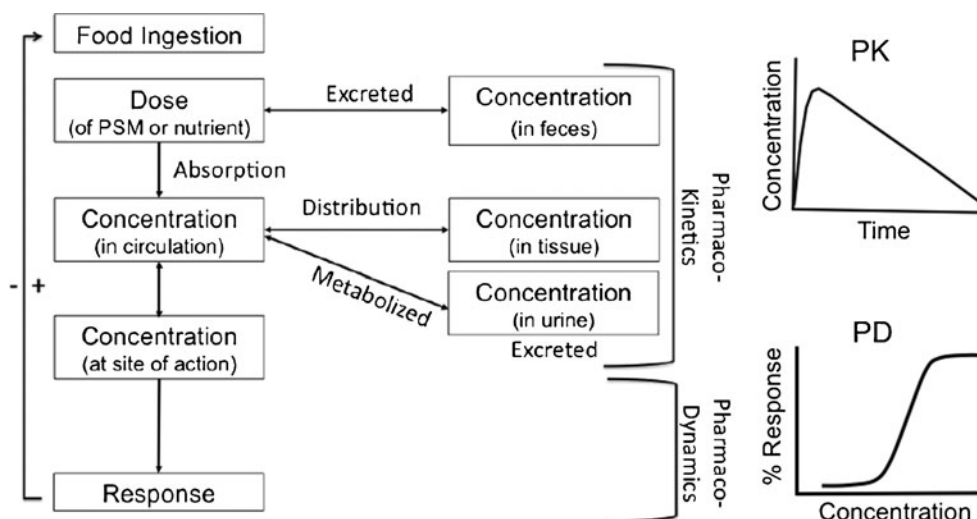 Food Ingestion
Dose
(of PSM or nutrient)
Excreted
Concentration
(in feces)
Absorption
Concentration
(in circulation)
Distribution
Concentration
(in tissue)
Metabolized
Concentration
(in urine)
Excreted
- +
Concentration
(at site of action)
Response
Pharmaco-
Kinetics
Pharmaco-
Dynamics
PK
Concentration
Time
PD
% Response
Concentration